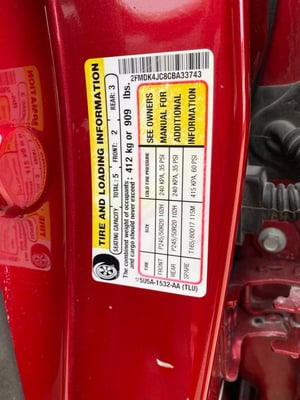 2FMDK4JC8CBA33743
TIRE AND LOADING INFORMATION
SEATING CAPACITY TOTAL: 5 FRONT: 2 REAR: 3
The combined weight of occupants
and cargo should never exceed: 412 kg or 909 lbs.
TIRE SIZE COLD TIRE PRESSURE
FRONT P245/50R20 102H 240 KPA, 35 PSI
REAR P245/50R20 102H 240 KPA, 35 PSI
SPARE T165/80D17 115M 415 KPA, 60 PSI
SEE OWNERS
MANUAL FOR
ADDITIONAL
INFORMATION
5U5A-1532-AA (TLU)